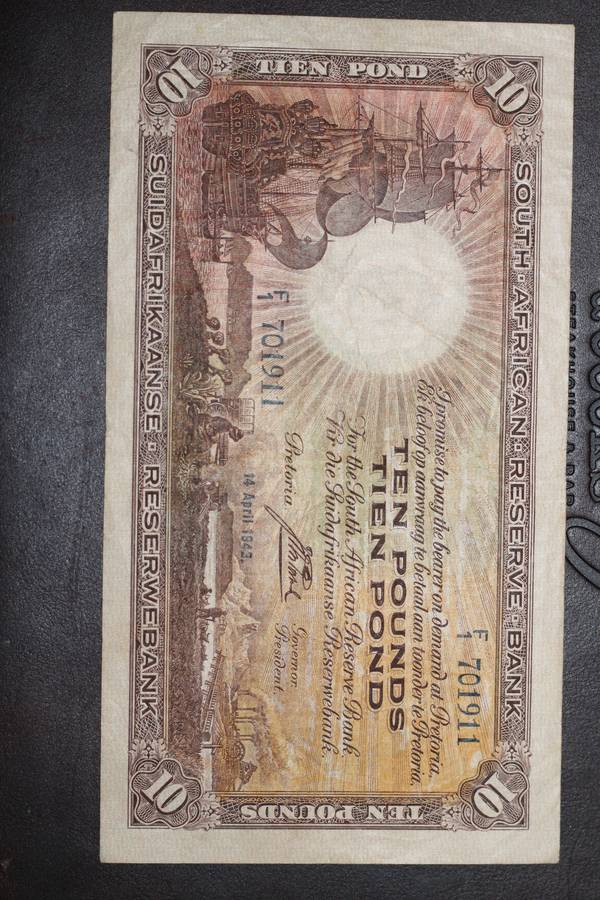 SOUTH · AFRICAN · RESERVE · BANK
10
10
TIEN POND
TEN POUNDS
F/1 701911
I promise to pay the bearer on demand at Pretoria,
Ek beloof op aanvraag te betaal aan toonder te Pretoria,
TEN POUNDS
TIEN POND
For the South African Reserve Bank
Vir die Suidafrikaanse Reserwebank.
F/1 701911
Pretoria,
Governor.
President.
14 April 1943.
10
10
SUIDAFRIKAANSE · RESERWEBANK